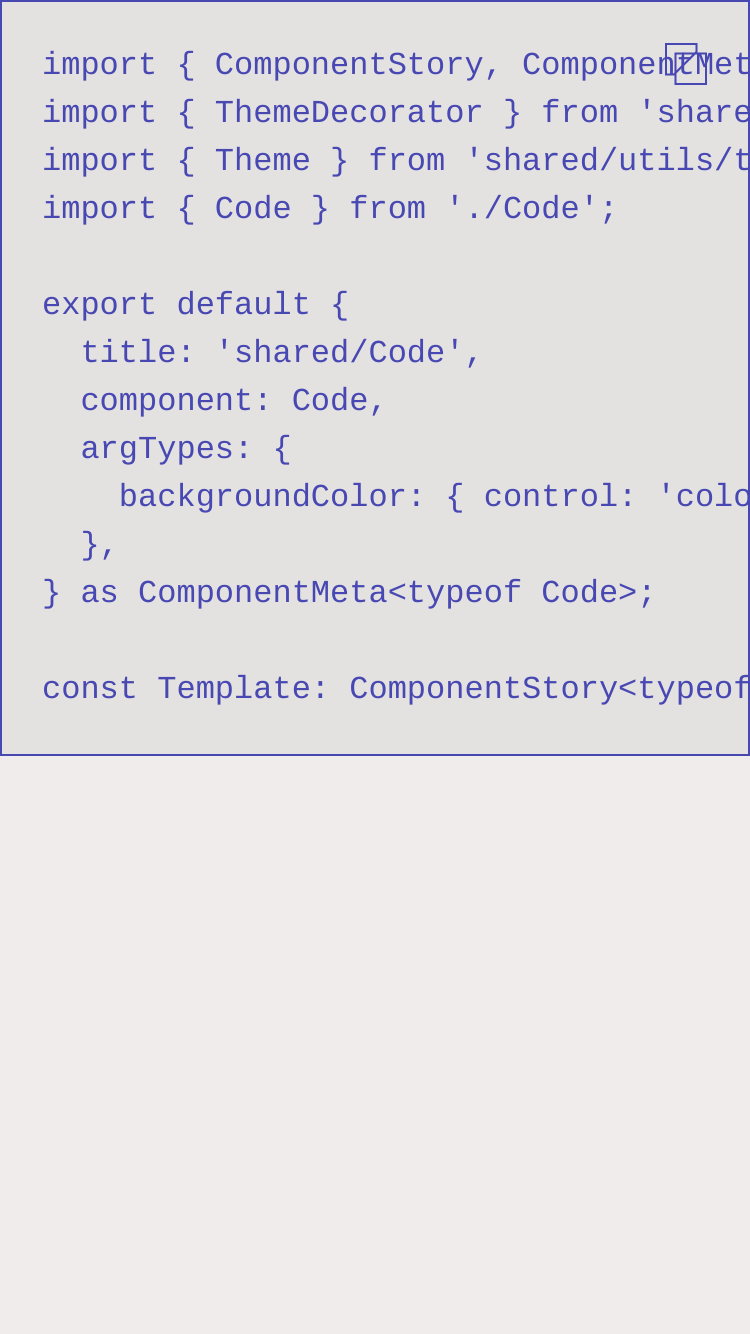 import { ComponentStory, ComponentMet
import { ThemeDecorator } from 'share
import { Theme } from 'shared/utils/t
import { Code } from './Code';

export default {
  title: 'shared/Code',
  component: Code,
  argTypes: {
    backgroundColor: { control: 'colo
  },
} as ComponentMeta<typeof Code>;

const Template: ComponentStory<typeof